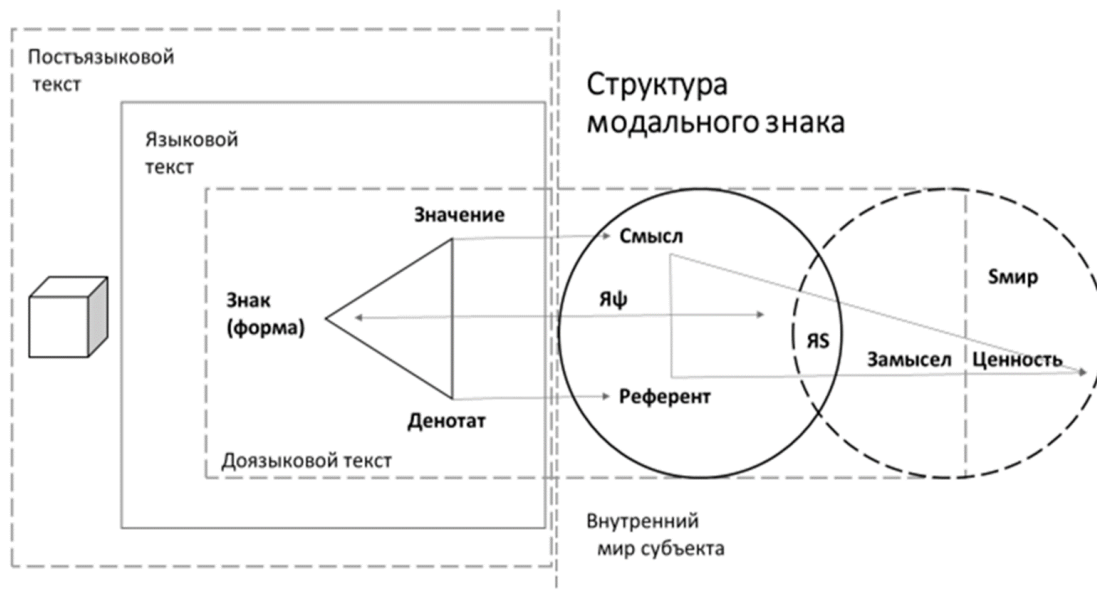 Постъязыковой
текст
Структура
модального знака
Языковой
текст
Значение
Смысл
Sмир
Знак
(форма)
Яψ
ЯS
Замысел
Ценность
Референт
Денотат
Доязыковой текст
Внутренний
мир субъекта